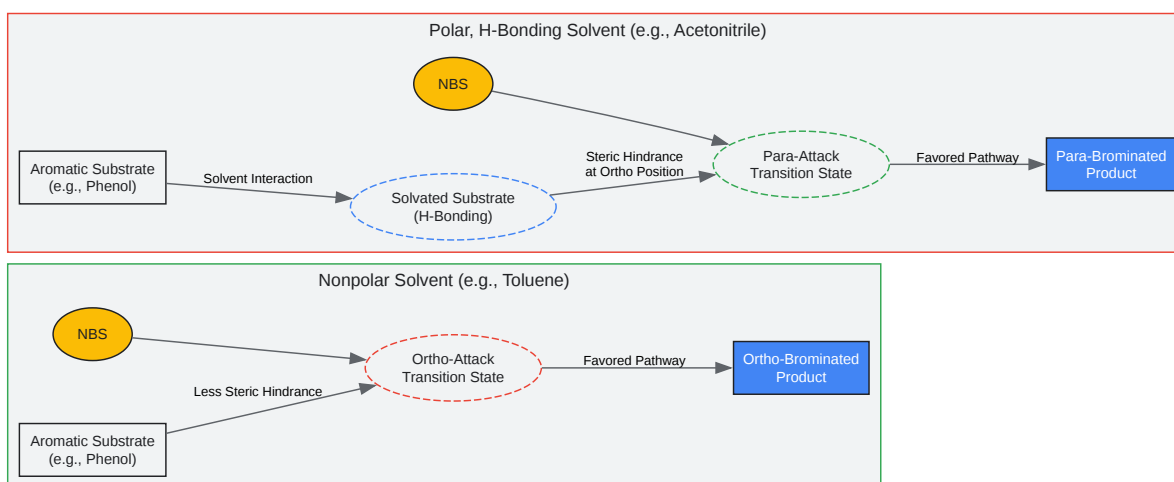 Polar, H-Bonding Solvent (e.g., Acetonitrile)
NBS
Aromatic Substrate
(e.g., Phenol)
Solvent Interaction
Solvated Substrate
(H-Bonding)
Steric Hindrance
at Ortho Position
Para-Attack
Transition State
Favored Pathway
Para-Brominated
Product
Nonpolar Solvent (e.g., Toluene)
NBS
Aromatic Substrate
(e.g., Phenol)
Less Steric Hindrance
Ortho-Attack
Transition State
Favored Pathway
Ortho-Brominated
Product